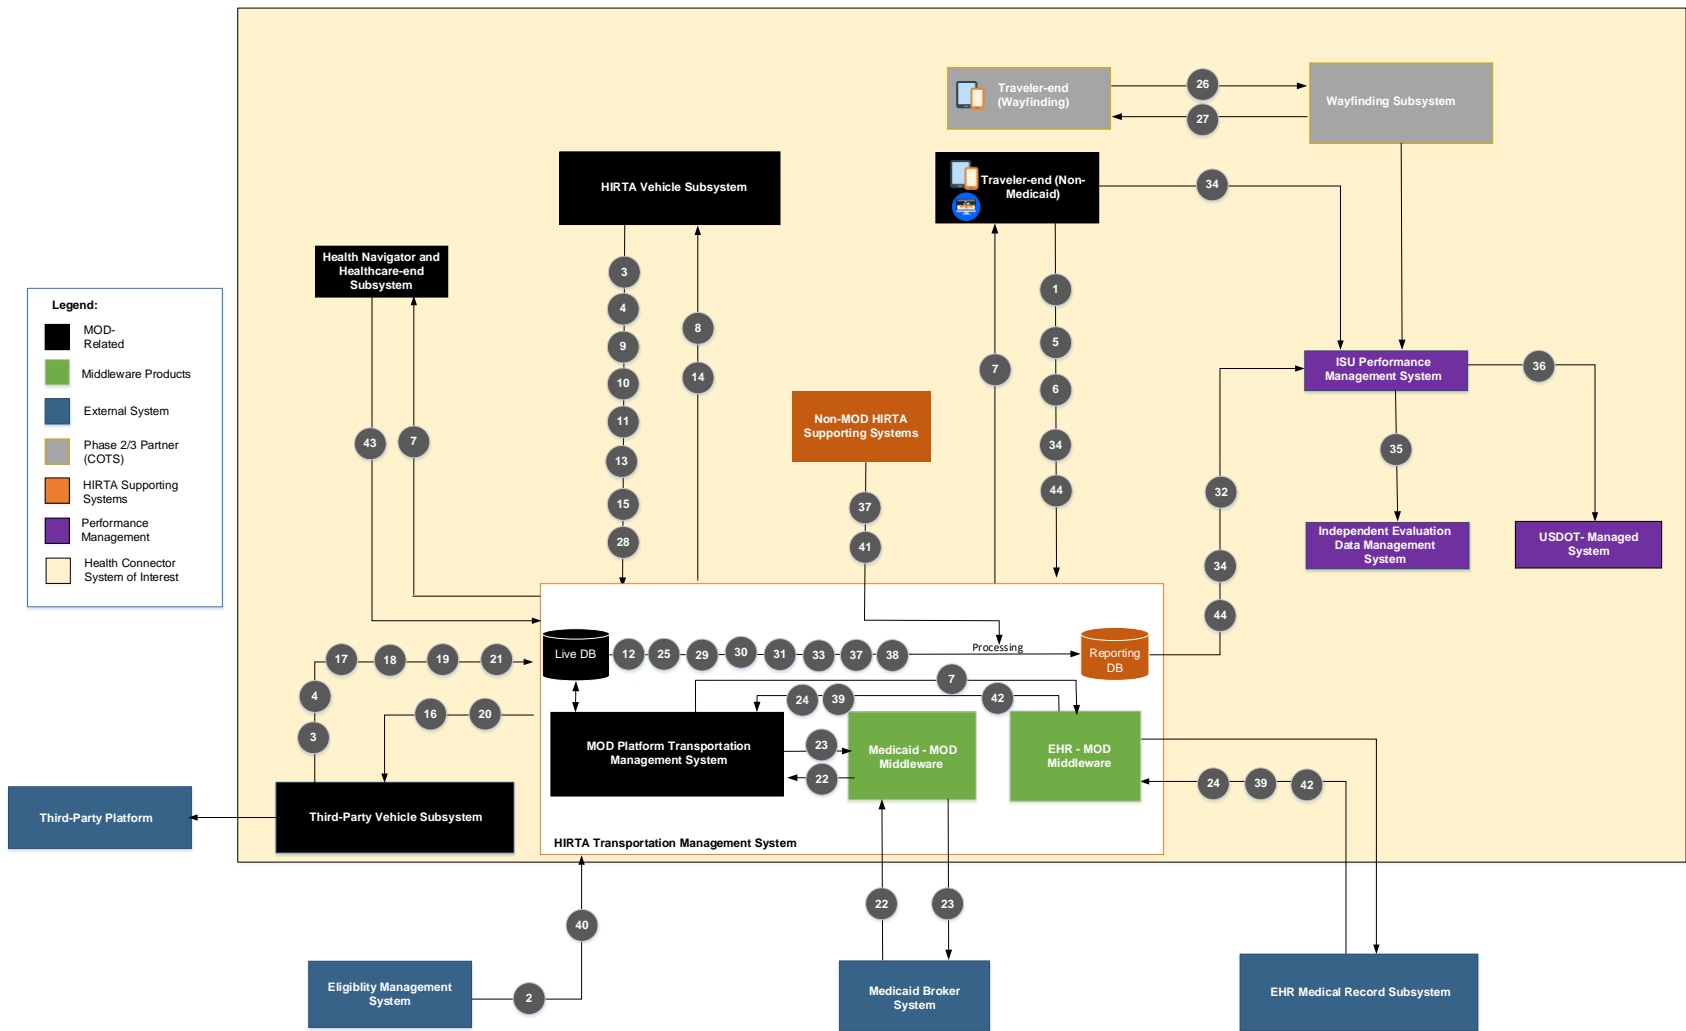 Traveler-end
(Wayfinding)
26
27
Wayfinding Subsystem
HIRTA Vehicle Subsystem
Traveler-end (Non-
Medicaid)
34
Health Navigator and
Healthcare-end
Subsystem
3
4
9
10
11
13
15
28
8
14
7
1
5
6
34
44
43
7
Legend:
MOD-
Related
Middleware Products
External System
Phase 2/3 Partner
(COTS)
HIRTA Supporting
Systems
Performance
Management
Health Connector
System of Interest
Non-MOD HIRTA
Supporting Systems
37
41
ISU Performance
Management System
36
35
32
34
44
Independent Evaluation
Data Management
System
USDOT- Managed
System
17
18
19
21
4
3
16
20
Live DB
12
25
29
30
31
33
37
38
Processing
Reporting
DB
7
24
39
42
MOD Platform Transportation
Management System
23
22
Medicaid - MOD
Middleware
EHR - MOD
Middleware
24
39
42
Third-Party Platform
Third-Party Vehicle Subsystem
HIRTA Transportation Management System
22
23
40
2
Eligiblity Management
System
Medicaid Broker
System
EHR Medical Record Subsystem